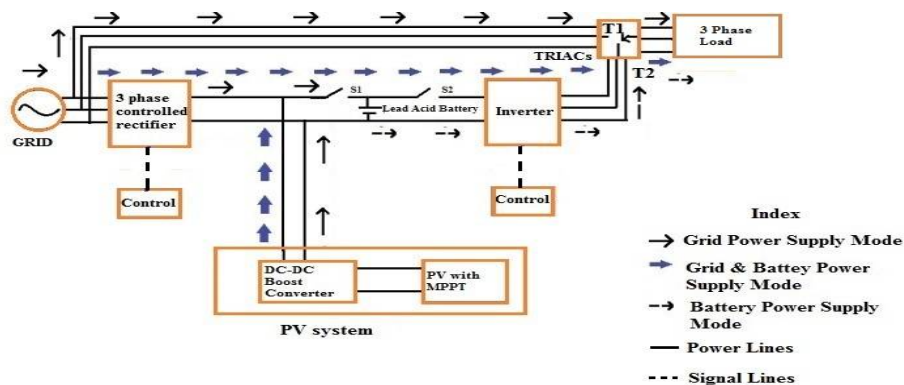 T1
3 Phase
Load
TRIACs
T2
3 phase
controlled
rectifier
S1
S2
Lead Acid Battery
Inverter
GRID
Control
Control
Index
Grid Power Supply Mode
Grid & Battey Power
Supply Mode
Battery Power Supply
Mode
Power Lines
Signal Lines
DC-DC
Boost
Converter
PV with
MPPT
PV system